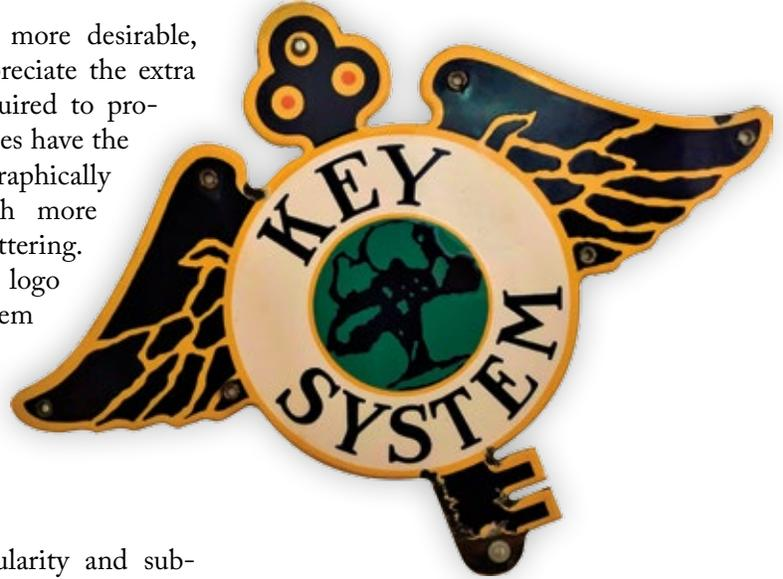 more desirable,
preciate the extra
uired to pro-
es have the
raphically
h more
ttering.
logo
em
KEY
SYSTEM
ularity and sub-